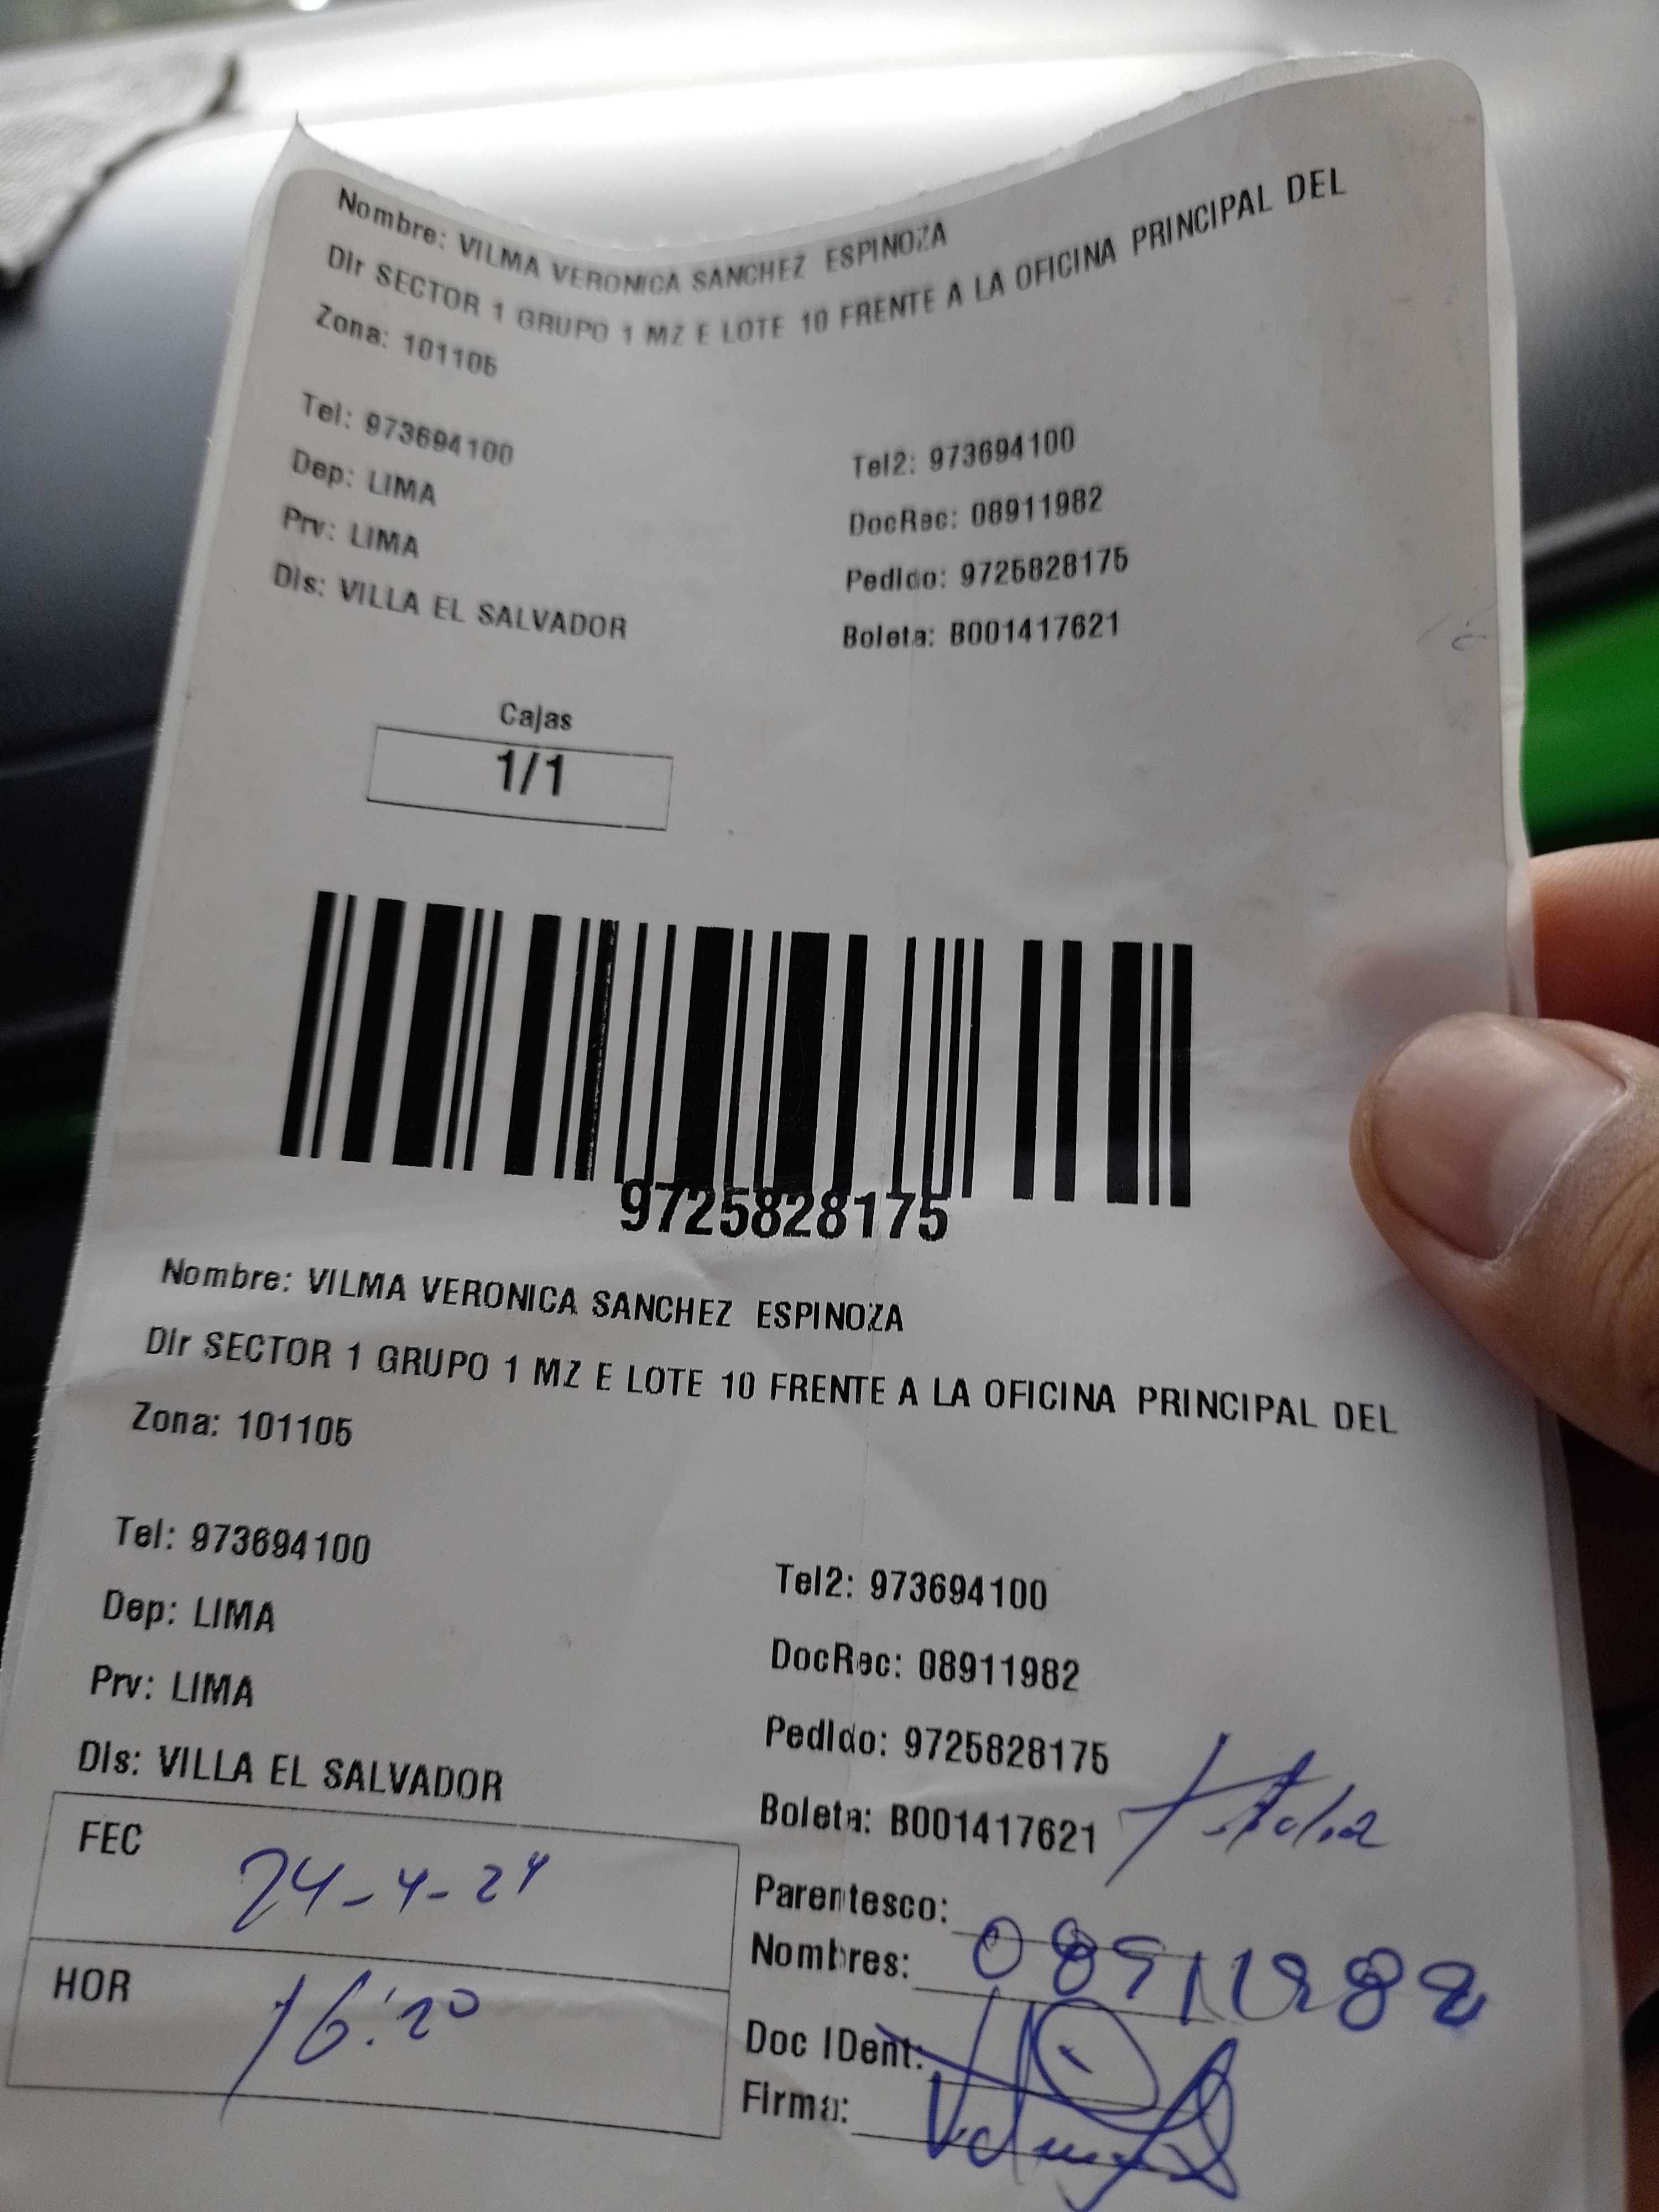 Nombre: VILMA VERONICA SANCHEZ ESPINOZA
Dir SECTOR 1 GRUPO 1 MZ E LOTE 10 FRENTE A LA OFICINA PRINCIPAL DEL
Zona: 101105
Tel: 973694100
Tel2: 973694100
Dep: LIMA
DocRec: 08911982
Prv: LIMA
Pedido: 9725828175
Dis: VILLA EL SALVADOR
Boleta: B001417621
Cajas
1/1
9725828175
Nombre: VILMA VERONICA SANCHEZ ESPINOZA
Dir SECTOR 1 GRUPO 1 MZ E LOTE 10 FRENTE A LA OFICINA PRINCIPAL DEL
Zona: 101105
Tel: 973694100
Tel2: 973694100
Dep: LIMA
DocRec: 08911982
Prv: LIMA
Pedido: 9725828175
Dis: VILLA EL SALVADOR
Boleta: B001417621
FEC 24-4-24
Parentesco:
Nombres: 08911982
HOR 16:20
Doc IDent:
Firma: